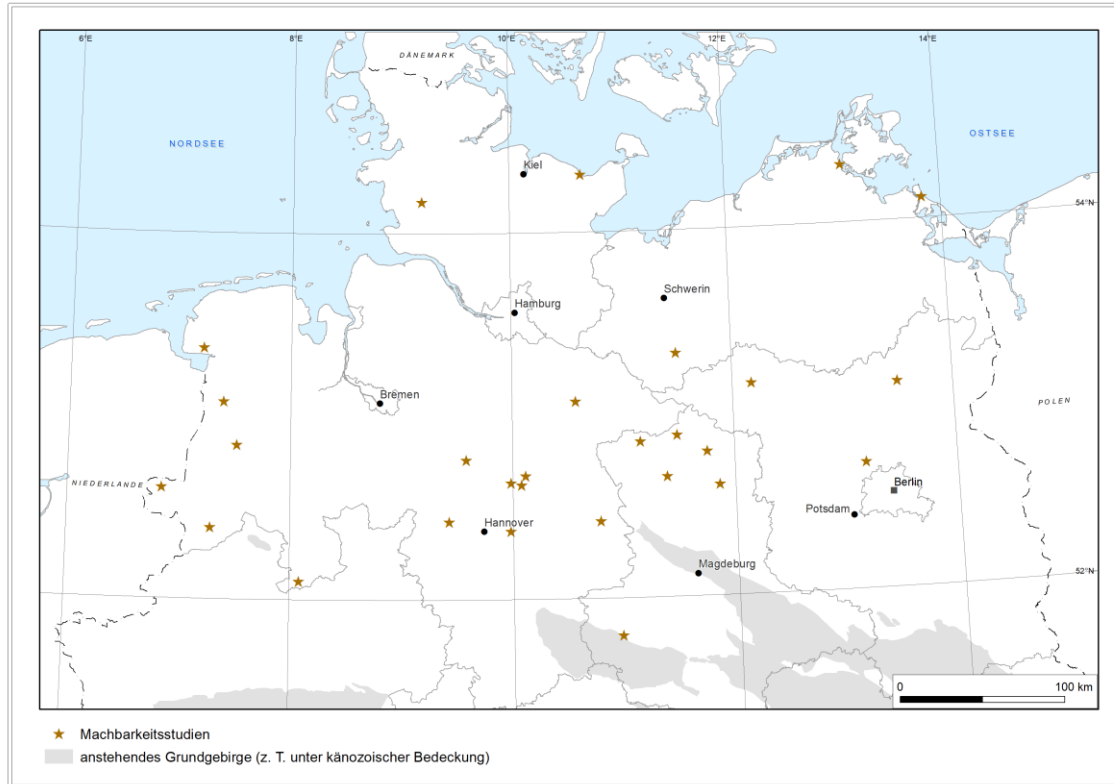 6°E 8°E 10°E 12°E 14°E
DÄNEMARK
NORDSEE
OSTSEE
Kiel
54°N
Schwerin
Hamburg
Bremen
POLEN
NIEDERLANDE
Berlin
Potsdam
Hannover
Magdeburg
52°N
0 100 km
Machbarkeitsstudien
anstehendes Grundgebirge (z. T. unter känozoischer Bedeckung)